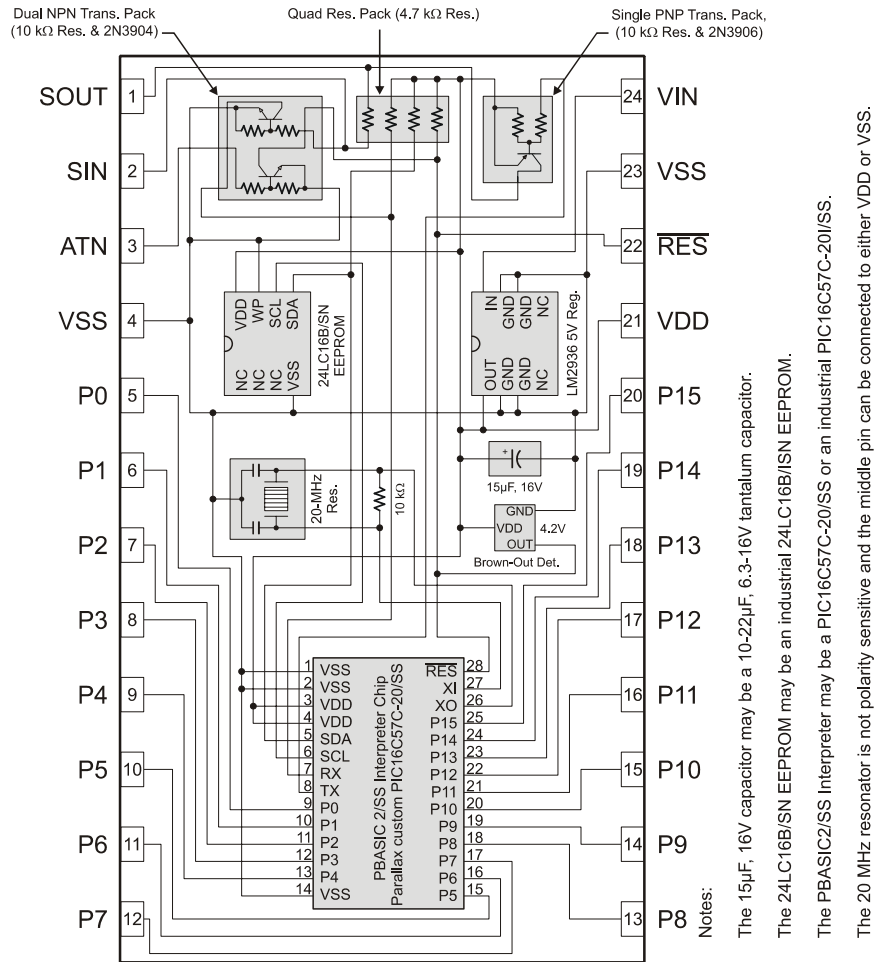 Dual NPN Trans. Pack
(10 kΩ Res. & 2N3904)
Quad Res. Pack (4.7 kΩ Res.)
Single PNP Trans. Pack,
(10 kΩ Res. & 2N3906)
SOUT 1
SIN 2
ATN 3
VSS 4
P0 5
P1 6
P2 7
P3 8
P4 9
P5 10
P6 11
P7 12
24 VIN
23 VSS
22 RES
21 VDD
20 P15
19 P14
18 P13
17 P12
16 P11
15 P10
14 P9
13 P8
VDD
WP
SCL
SDA
NC
NC
NC
VSS
24LC16B/SN
EEPROM
IN
GND
GND
NC
OUT
GND
GND
NC
LM2936 5V Reg.
20-MHz
Res.
10 kΩ
+
15µF, 16V
GND
VDD
OUT
4.2V
Brown-Out Det.
1 VSS
2 VSS
3 VDD
4 VDD
5 SDA
6 SCL
7 RX
8 TX
9 P0
10 P1
11 P2
12 P3
13 P4
14 VSS
PBASIC 2/SS Interpreter Chip
Parallax custom PIC16C57C-20/SS
RES 28
XI 27
XO 26
P15 25
P14 24
P13 23
P12 22
P11 21
P10 20
P9 19
P8 18
P7 17
P6 16
P5 15
Notes:
The 15µF, 16V capacitor may be a 10-22µF, 6.3-16V tantalum capacitor.
The 24LC16B/SN EEPROM may be an industrial 24LC16B/ISN EEPROM.
The PBASIC2/SS Interpreter may be a PIC16C57C-20/SS or an industrial PIC16C57C-20I/SS.
The 20 MHz resonator is not polarity sensitive and the middle pin can be connected to either VDD or VSS.